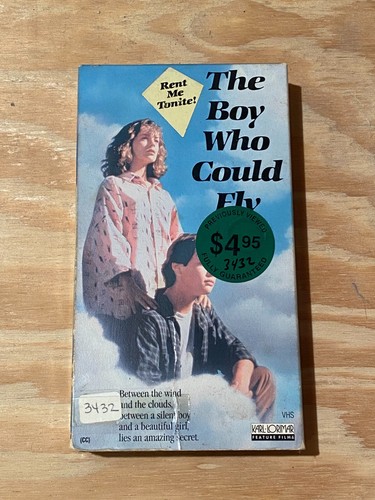 Rent
Me
Tonite!
The
Boy
Who
Could
Fly
PREVIOUSLY VIEWED
$4.95
3432
FULLY GUARANTEED
Between the wind
and the clouds,
between a silent boy
and a beautiful girl,
lies an amazing secret.
3432
(CC)
VHS
KARL·LORIMAR
FEATURE FILMS